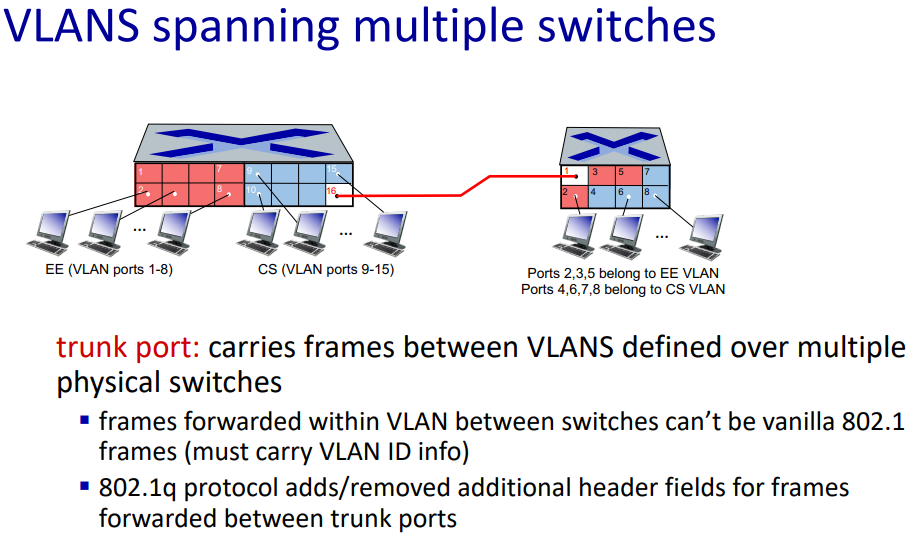 VLANS spanning multiple switches
1 7 9 15
2 8 10 16
1 3 5 7
2 4 6 8
... ... ...
EE (VLAN ports 1-8) CS (VLAN ports 9-15)
Ports 2,3,5 belong to EE VLAN
Ports 4,6,7,8 belong to CS VLAN
trunk port: carries frames between VLANS defined over multiple
physical switches
▪ frames forwarded within VLAN between switches can’t be vanilla 802.1
frames (must carry VLAN ID info)
▪ 802.1q protocol adds/removed additional header fields for frames
forwarded between trunk ports